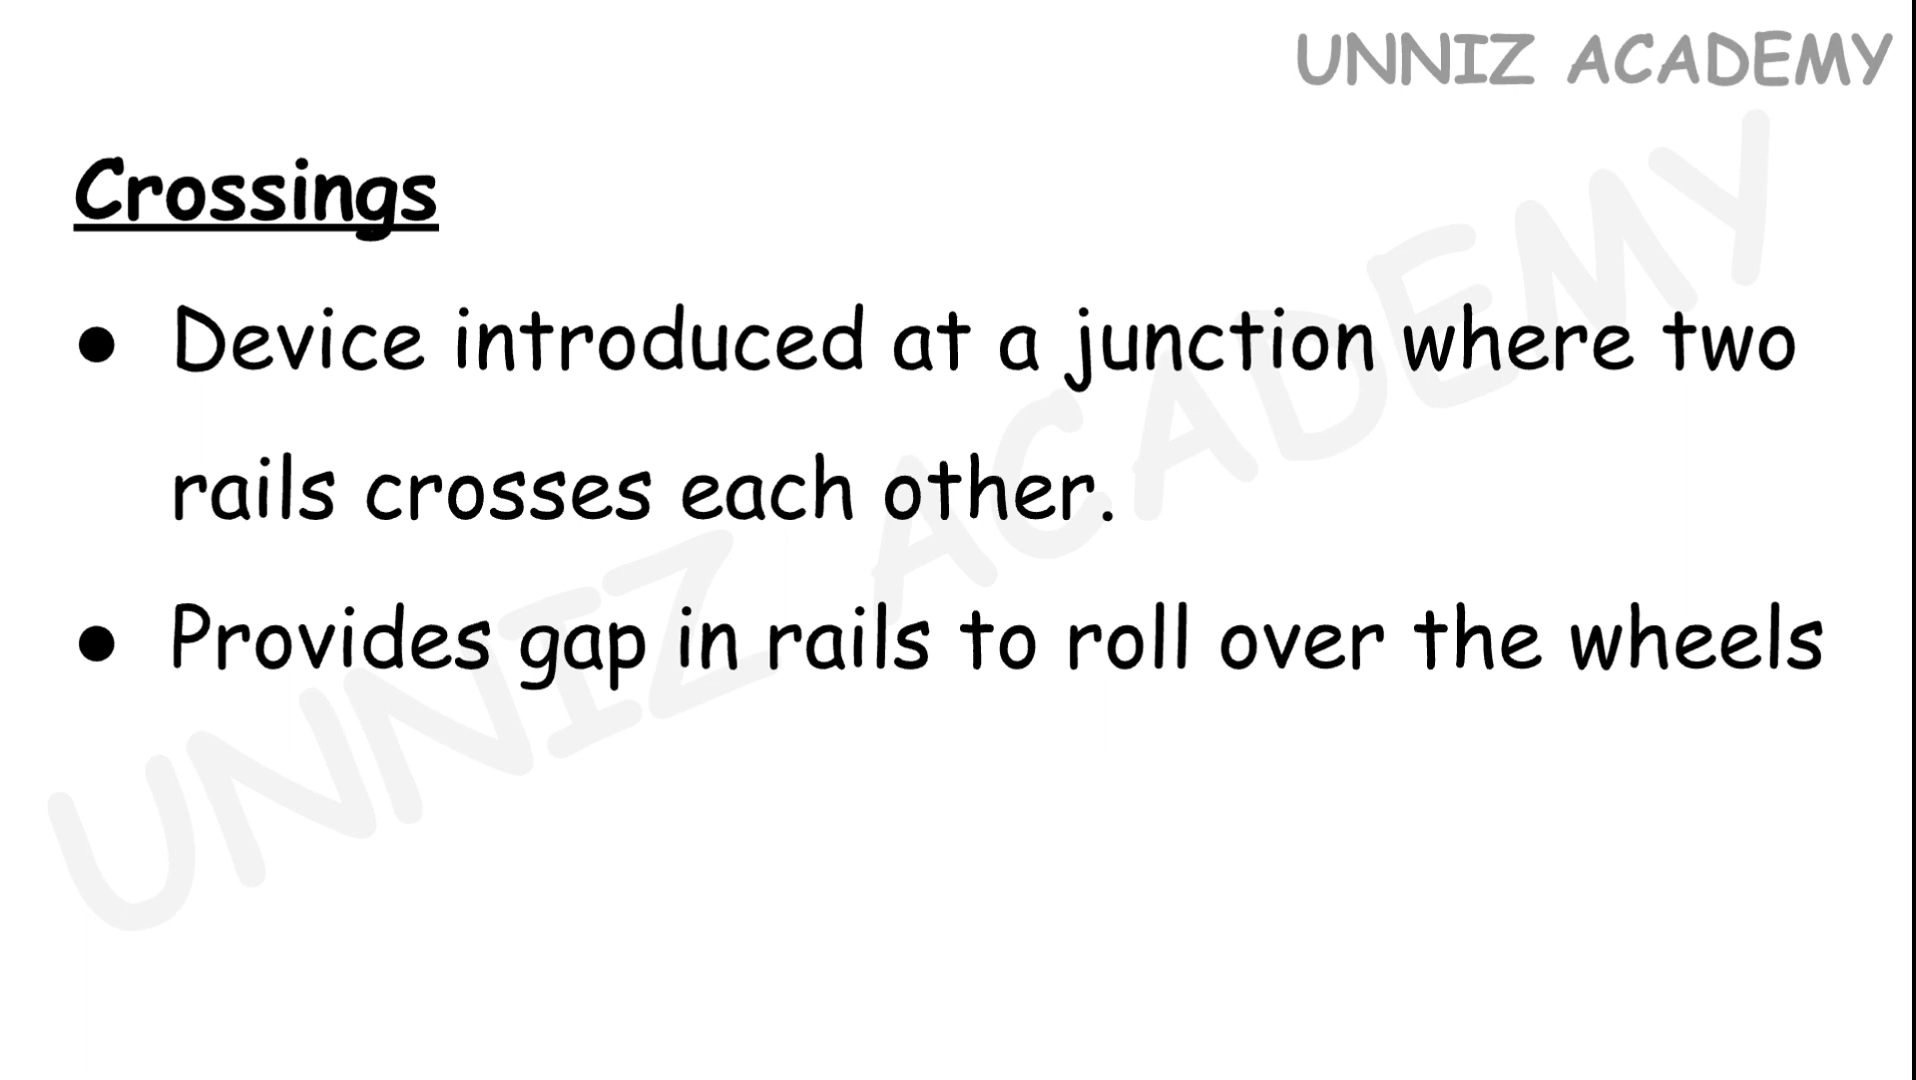 UNNIZ ACADEMY
Crossings
● Device introduced at a junction where two
rails crosses each other.
● Provides gap in rails to roll over the wheels
UNNIZ ACADEMY